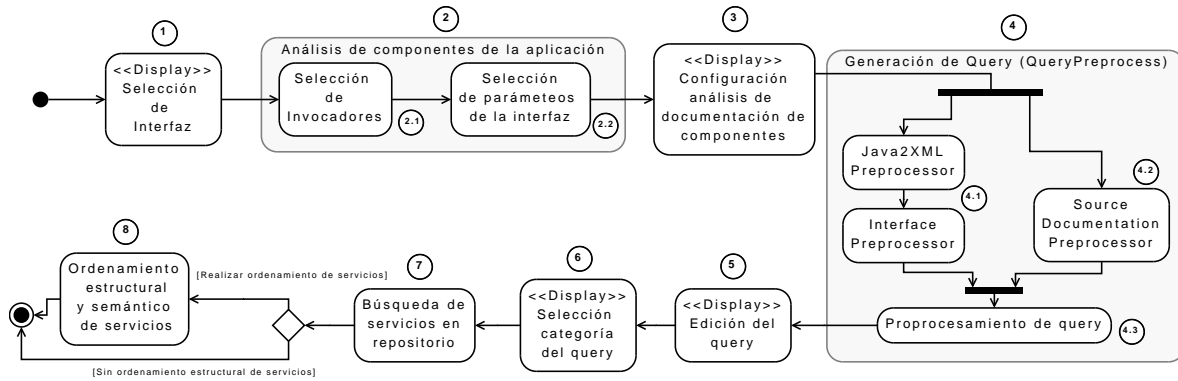 1
<<Display>>
Selección
de
Interfaz
2
Análisis de componentes de la aplicación
Selección
de
Invocadores
2.1
Selección
de parámeteos
de la interfaz
2.2
3
<<Display>>
Configuración
análisis de
documentación de
componentes
4
Generación de Query (QueryPreprocess)
Java2XML
Preprocessor
4.1
Interface
Preprocessor
4.2
Source
Documentation
Preprocessor
Proprocesamiento de query
4.3
5
<<Display>>
Edición del
query
6
<<Display>>
Selección
categoría
del query
7
Búsqueda de
servicios en
repositorio
[Realizar ordenamiento de servicios]
[Sin ordenamiento estructural de servicios]
8
Ordenamiento
estructural
y semántico
de servicios